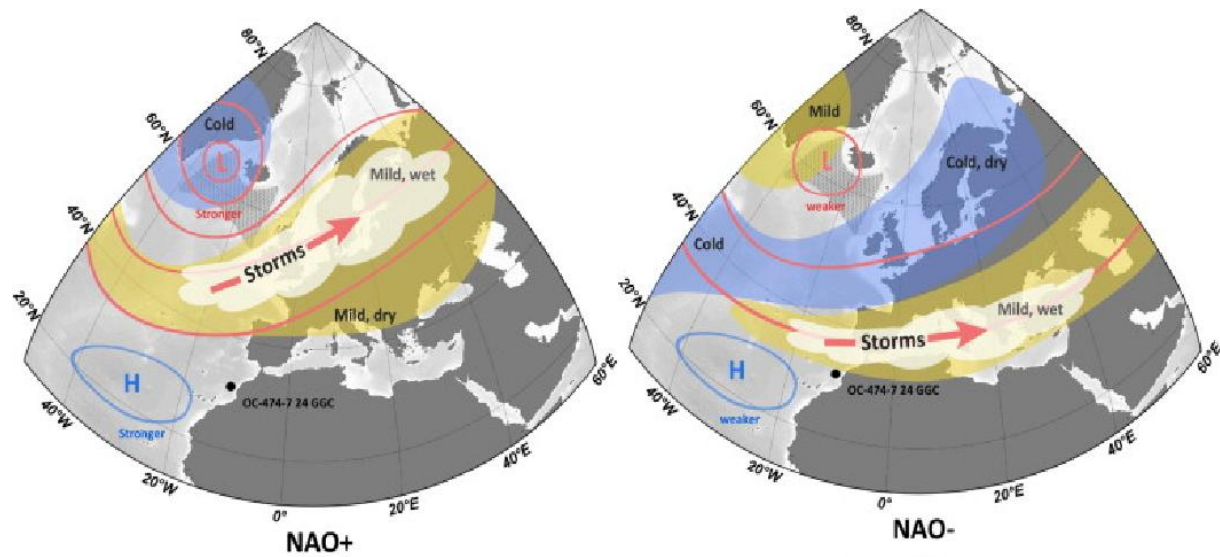 80°N
60°N
40°N
20°N
40°W
20°W
0°
20°E
40°E
60°E
Cold
L
Stronger
Mild, wet
Storms
Mild, dry
H
Stronger
OC-474-7 24 GGC
NAO+
80°N
60°N
40°N
20°N
40°W
20°W
0°
20°E
40°E
60°E
Mild
L
weaker
Cold, dry
Cold
Mild, wet
Storms
H
weaker
OC-474-7 24 GGC
NAO-